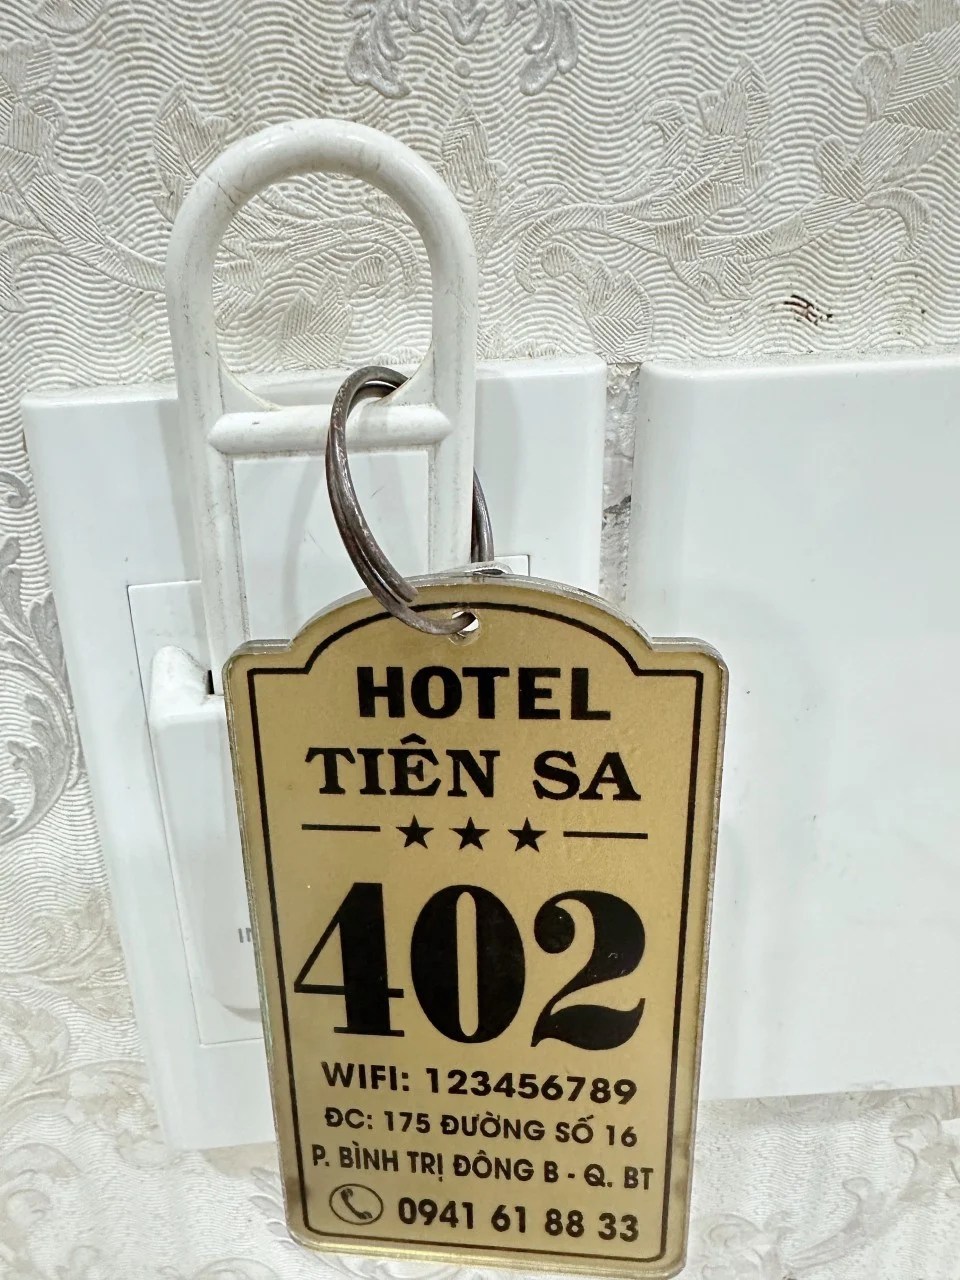 HOTEL
TIÊN SA
402
WIFI: 123456789
ĐC: 175 ĐƯỜNG SỐ 16
P. BÌNH TRỊ ĐÔNG B - Q. BT
0941 61 88 33